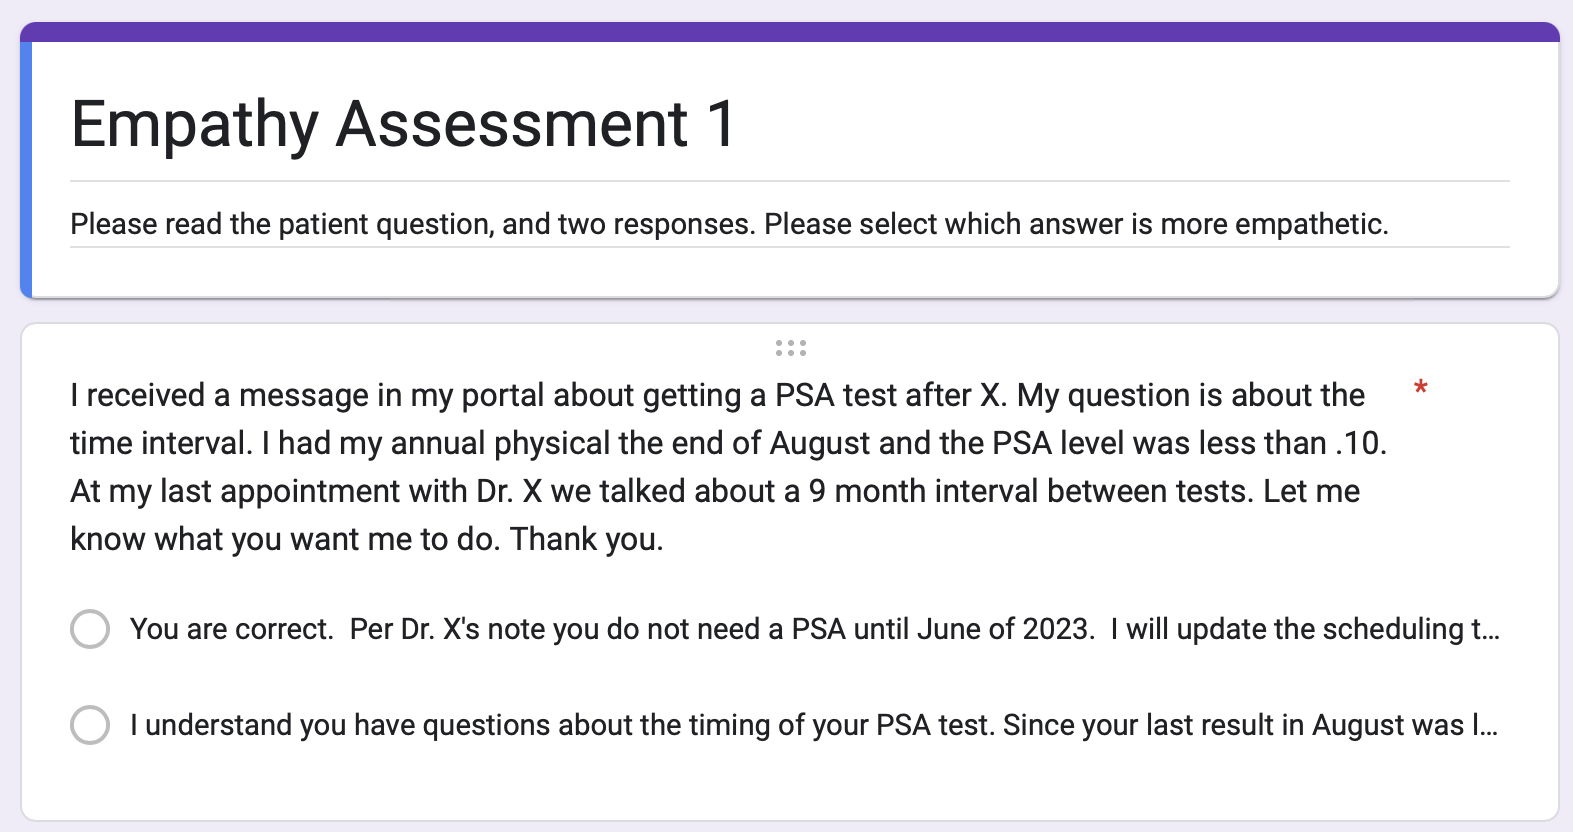 Empathy Assessment 1
Please read the patient question, and two responses. Please select which answer is more empathetic.
I received a message in my portal about getting a PSA test after X. My question is about the *
time interval. I had my annual physical the end of August and the PSA level was less than .10.
At my last appointment with Dr. X we talked about a 9 month interval between tests. Let me
know what you want me to do. Thank you.
You are correct.  Per Dr. X's note you do not need a PSA until June of 2023.  I will update the scheduling t...
I understand you have questions about the timing of your PSA test. Since your last result in August was l...